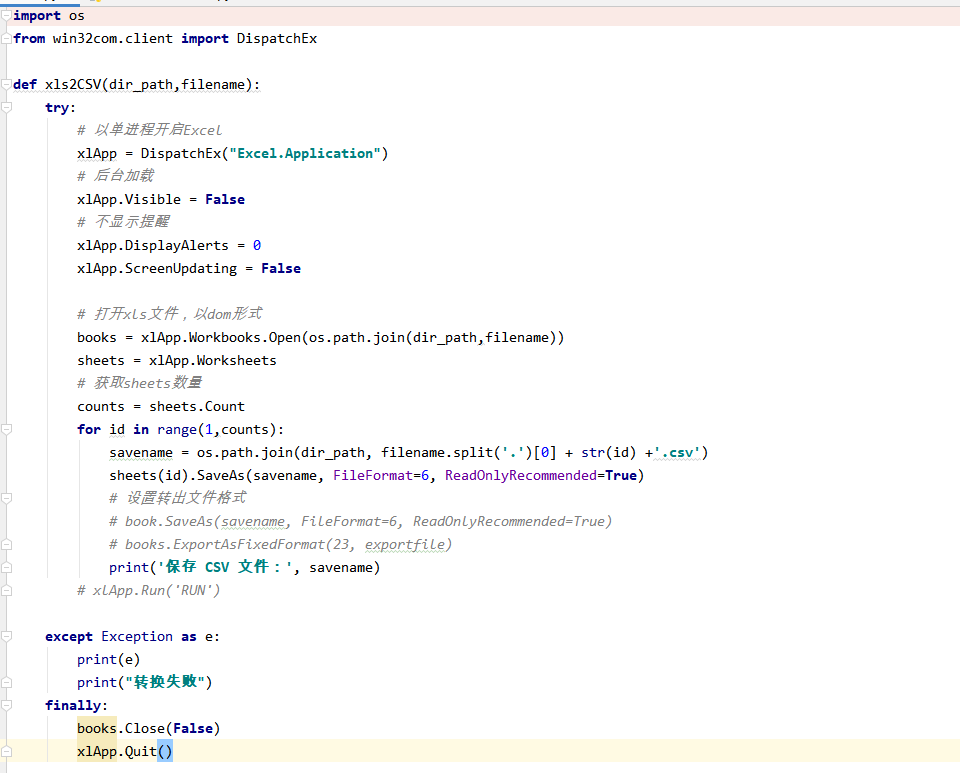 import os
from win32com.client import DispatchEx
def xls2CSV(dir_path,filename):
    try:
        # 以单进程开启Excel
        xlApp = DispatchEx("Excel.Application")
        # 后台加载
        xlApp.Visible = False
        # 不显示提醒
        xlApp.DisplayAlerts = 0
        xlApp.ScreenUpdating = False
        # 打开xls文件，以dom形式
        books = xlApp.Workbooks.Open(os.path.join(dir_path,filename))
        sheets = xlApp.Worksheets
        # 获取sheets数量
        counts = sheets.Count
        for id in range(1,counts):
            savename = os.path.join(dir_path, filename.split('.')[0] + str(id) +'.csv')
            sheets(id).SaveAs(savename, FileFormat=6, ReadOnlyRecommended=True)
            # 设置转出文件格式
            # book.SaveAs(savename, FileFormat=6, ReadOnlyRecommended=True)
            # books.ExportAsFixedFormat(23, exportfile)
            print('保存 CSV 文件：', savename)
        # xlApp.Run('RUN')
    except Exception as e:
        print(e)
        print("转换失败")
    finally:
        books.Close(False)
        xlApp.Quit()